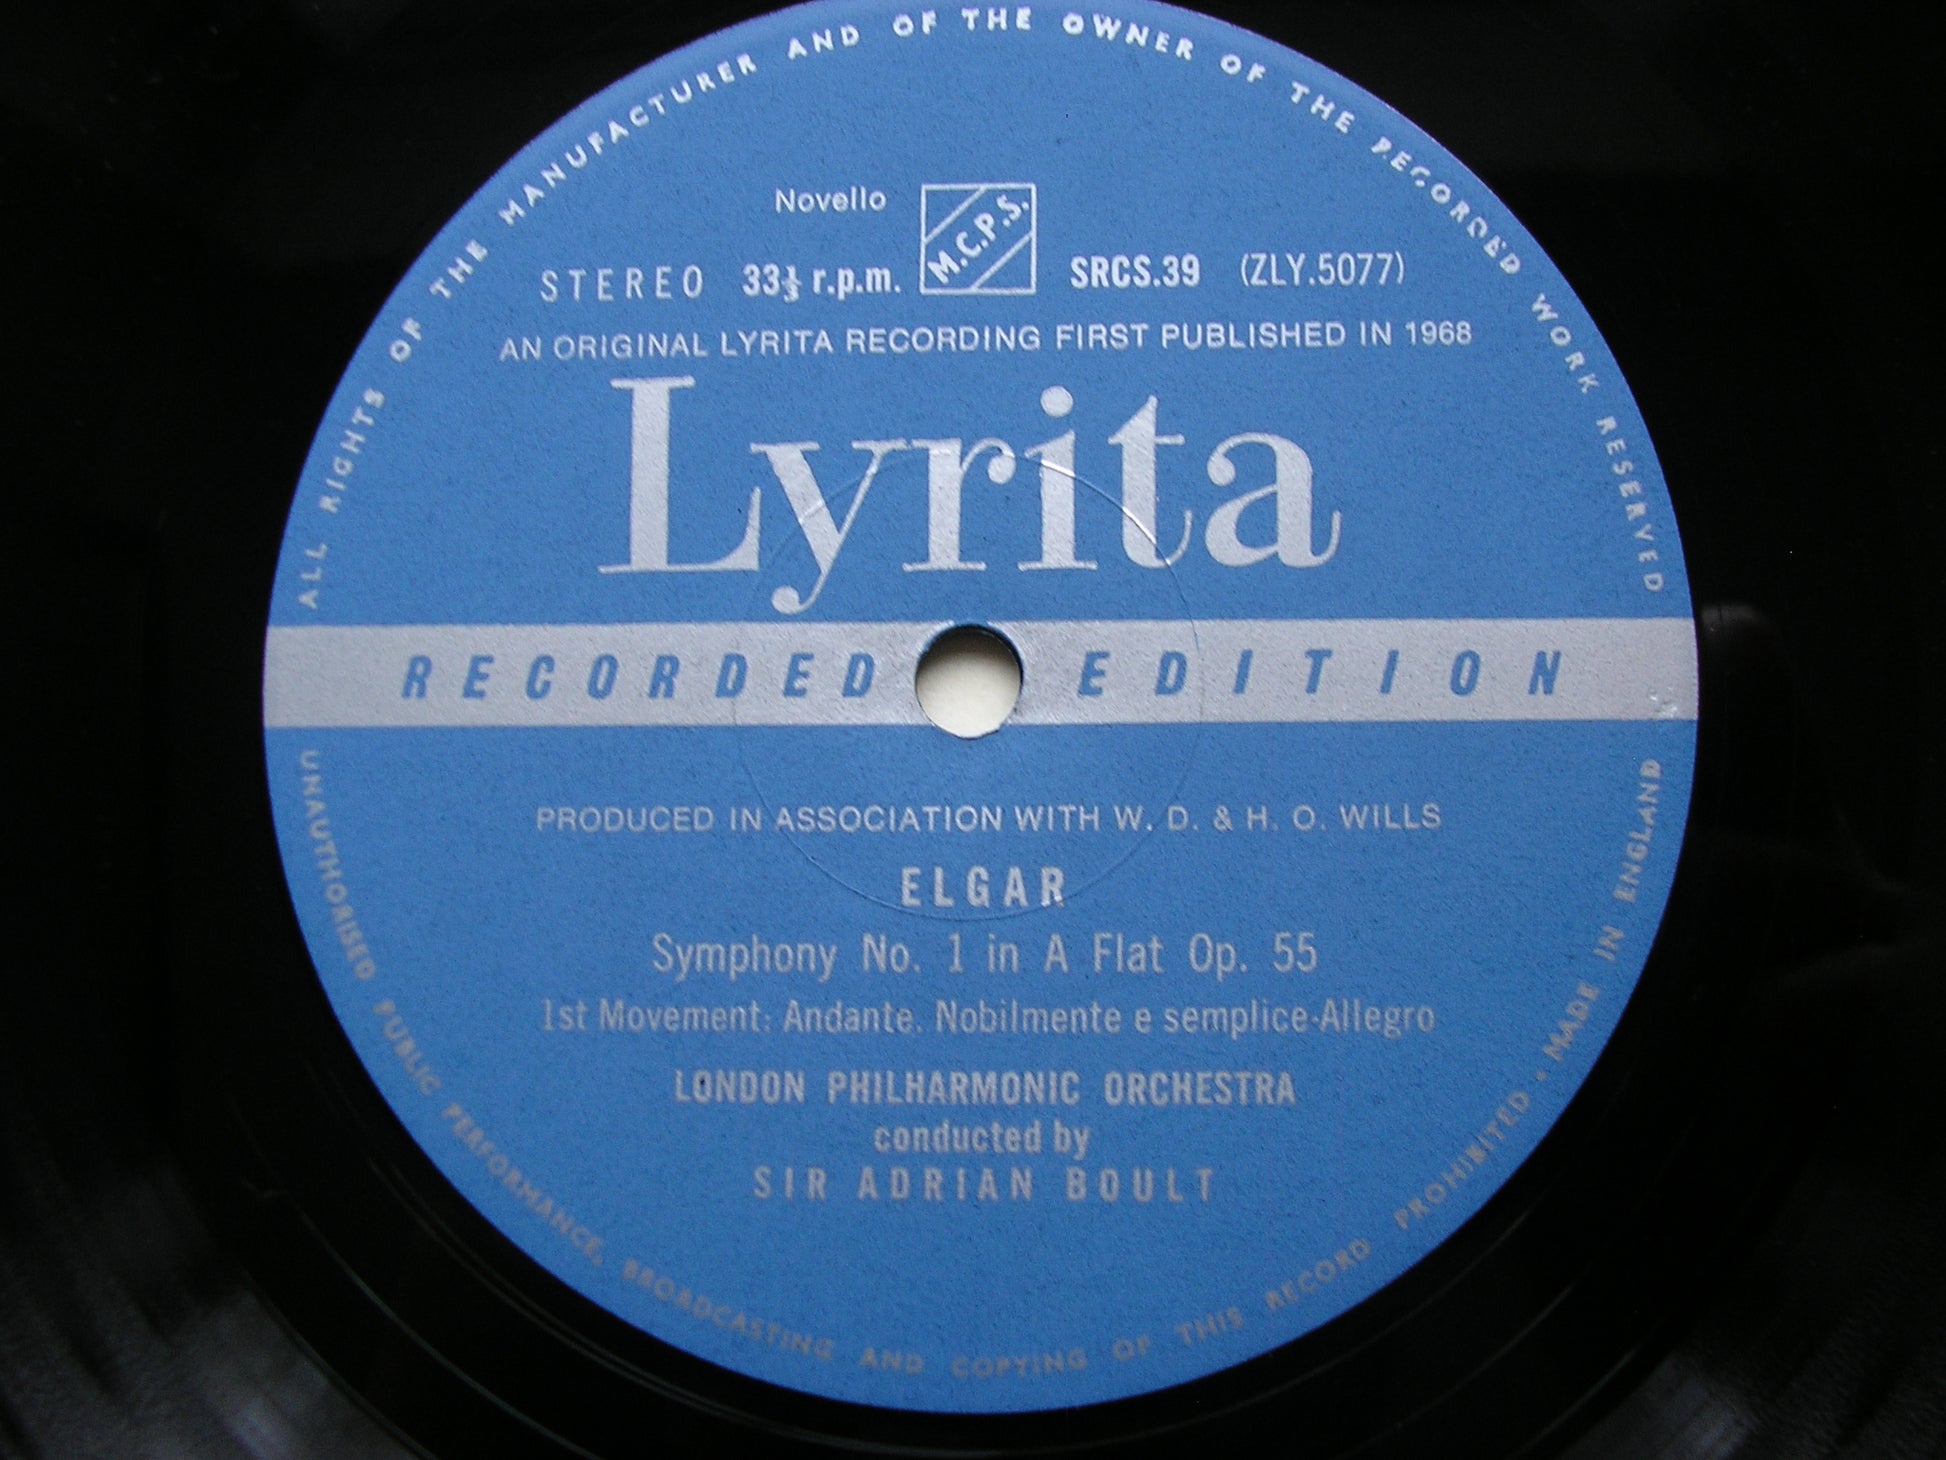 ALL RIGHTS OF THE MANUFACTURER AND OF THE OWNER OF THE RECORDED WORK RESERVED
Novello
M.C.P.S.
STEREO 33⅓ r.p.m. SRCS.39 (ZLY.5077)
AN ORIGINAL LYRITA RECORDING FIRST PUBLISHED IN 1968
Lyrita
RECORDED EDITION
PRODUCED IN ASSOCIATION WITH W. D. & H. O. WILLS
ELGAR
Symphony No. 1 in A Flat Op. 55
1st Movement: Andante. Nobilmente e semplice-Allegro
LONDON PHILHARMONIC ORCHESTRA
conducted by
SIR ADRIAN BOULT
UNAUTHORISED PUBLIC PERFORMANCE, BROADCASTING AND COPYING OF THIS RECORD PROHIBITED • MADE IN ENGLAND